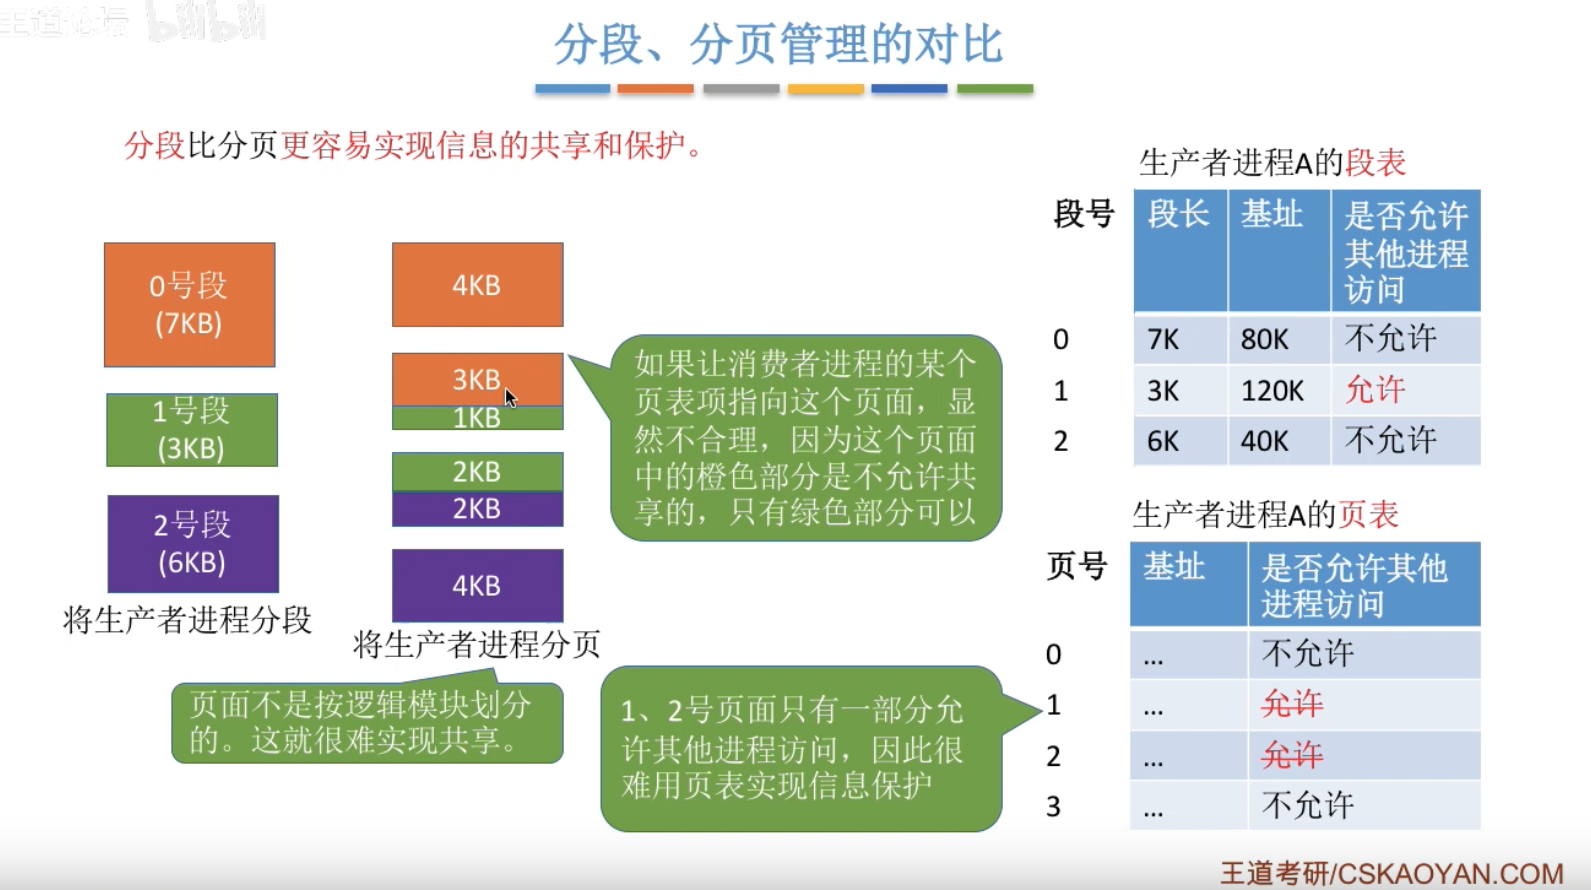 王道论坛 bilibili
分段、分页管理的对比
分段比分页更容易实现信息的共享和保护。
0号段
(7KB)
1号段
(3KB)
2号段
(6KB)
将生产者进程分段
4KB
3KB
1KB
2KB
2KB
4KB
将生产者进程分页
如果让消费者进程的某个
页表项指向这个页面，显
然不合理，因为这个页面
中的橙色部分是不允许共
享的，只有绿色部分可以
页面不是按逻辑模块划分
的。这就很难实现共享。
1、2号页面只有一部分允
许其他进程访问，因此很
难用页表实现信息保护
生产者进程A的段表
段号 段长 基址 是否允许
其他进程
访问
0 7K 80K 不允许
1 3K 120K 允许
2 6K 40K 不允许
生产者进程A的页表
页号 基址 是否允许其他
进程访问
0 ... 不允许
1 ... 允许
2 ... 允许
3 ... 不允许
王道考研/CSKAOYAN.COM